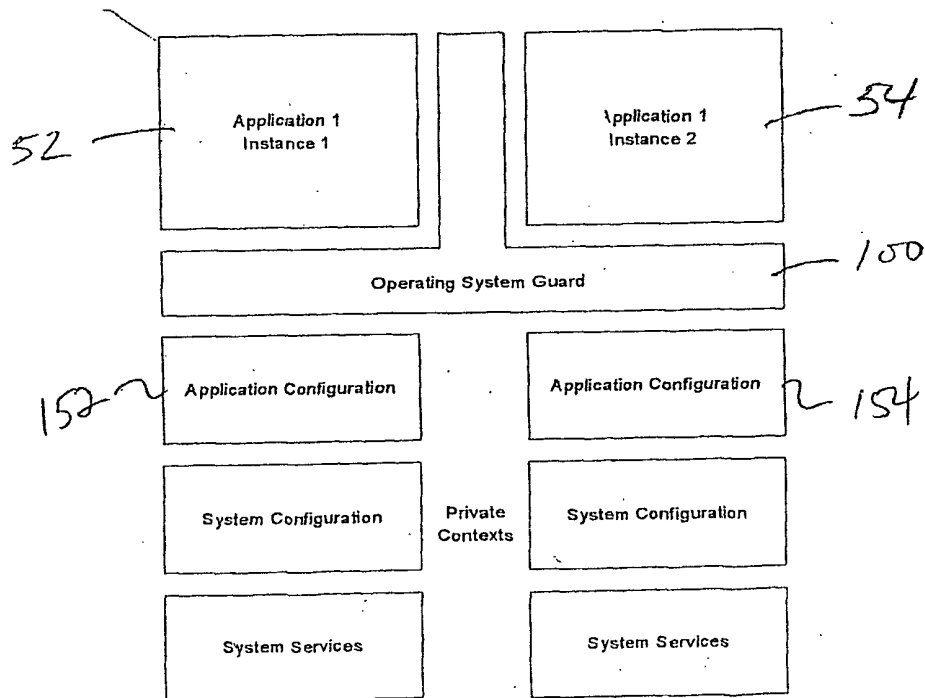 Application 1
Instance 1
Application 1
Instance 2
52
54
Operating System Guard
100
Application Configuration
Application Configuration
152
154
System Configuration
Private
Contexts
System Configuration
System Services
System Services